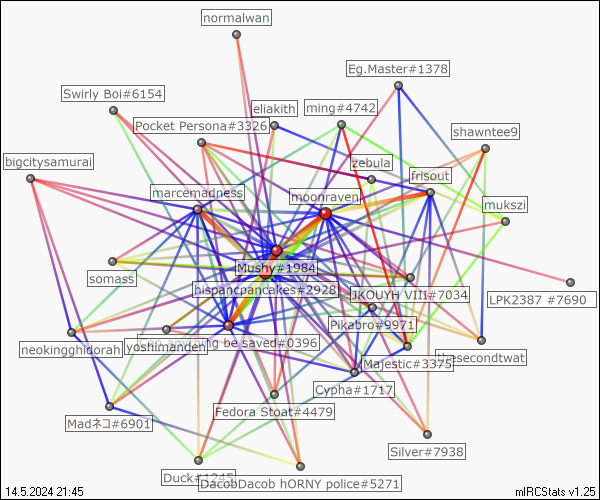 normalwan
Eg.Master#1378
Swirly Boi#6154
eliakith
ming#4742
Pocket Persona#3326
shawntee9
bigcitysamurai
zebula
frisout
marcemadness
moonraven
mukszi
Mushy#1984
somass
hispancpancakes#2928
JKOUYH VIII#7034
LPK2387 #7690
Pikabro#9971
neokingghidorah
yoshimanden
be saved#0396
Majestic#3375
thesecondtwat
Cypha#1717
Fedora Stoat#4479
Madネコ#6901
Silver#7938
Duck#1245
DacobDacob hORNY police#5271
14.5.2024 21:45
mIRCStats v1.25